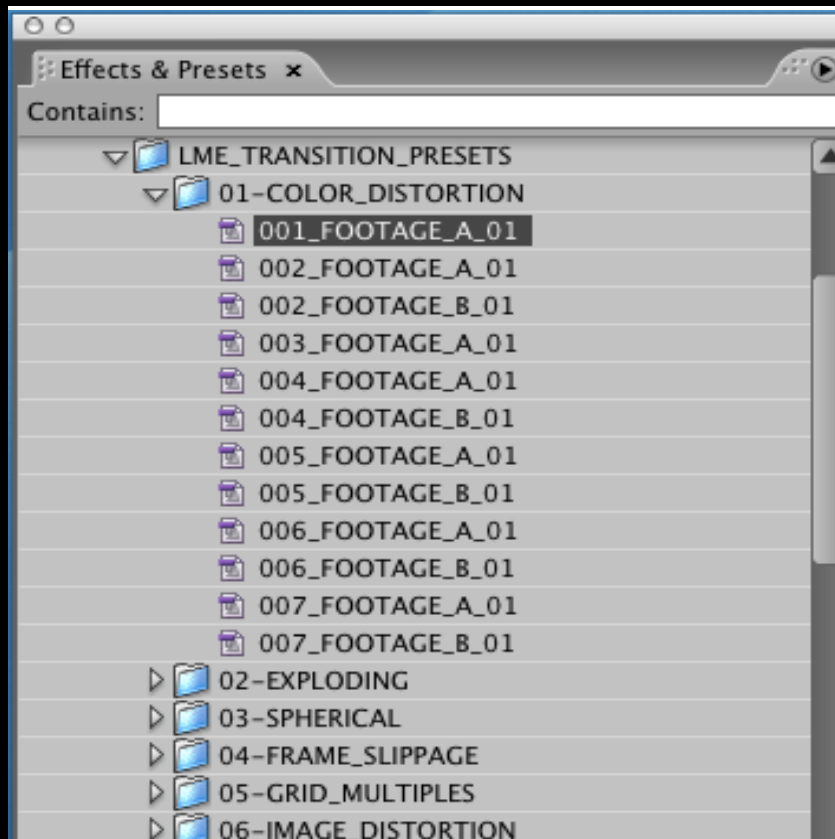 Effects & Presets ×
Contains:
LME_TRANSITION_PRESETS
01-COLOR_DISTORTION
001_FOOTAGE_A_01
002_FOOTAGE_A_01
002_FOOTAGE_B_01
003_FOOTAGE_A_01
004_FOOTAGE_A_01
004_FOOTAGE_B_01
005_FOOTAGE_A_01
005_FOOTAGE_B_01
006_FOOTAGE_A_01
006_FOOTAGE_B_01
007_FOOTAGE_A_01
007_FOOTAGE_B_01
02-EXPLODING
03-SPHERICAL
04-FRAME_SLIPPAGE
05-GRID_MULTIPLES
06-IMAGE_DISTORTION